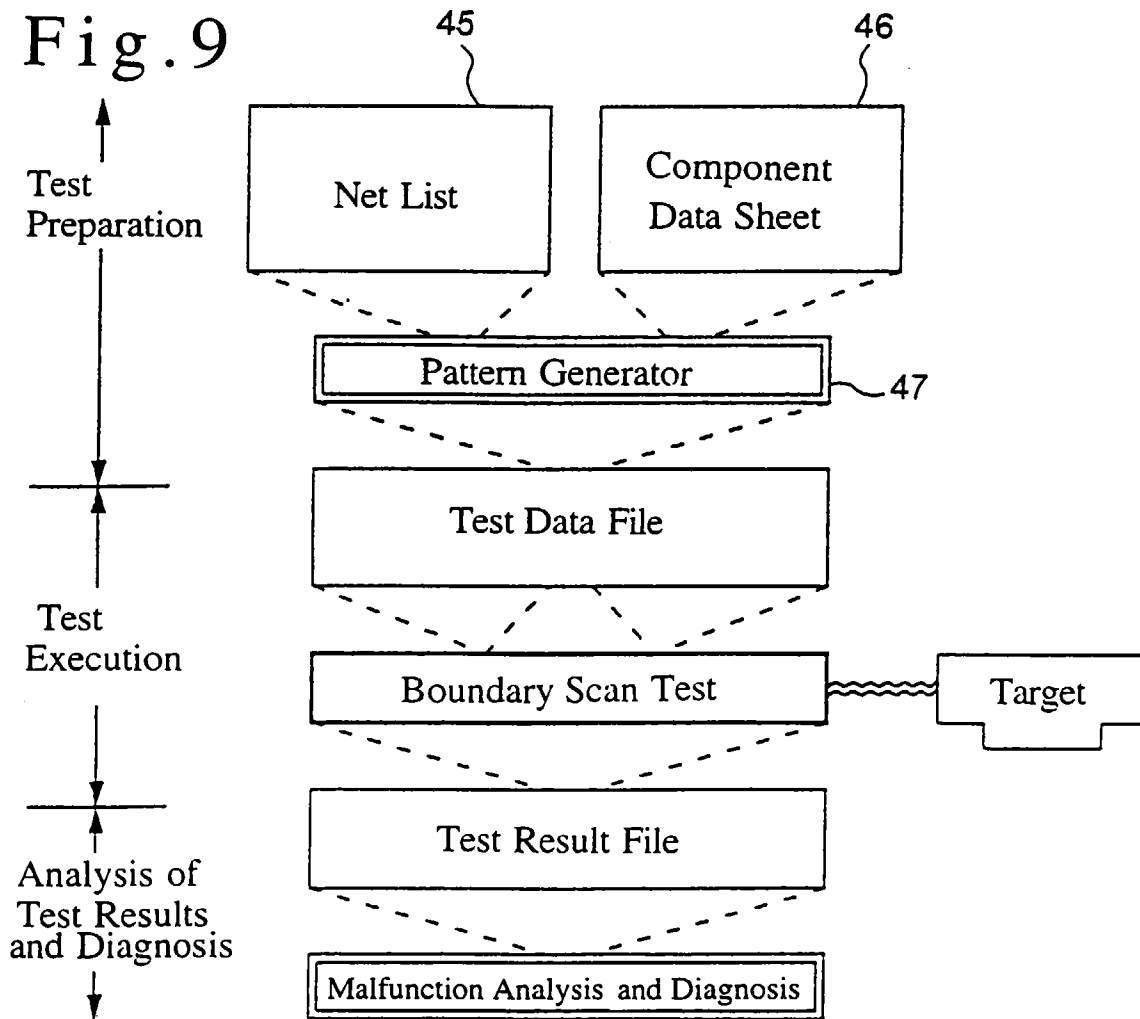 Fig.9
45
46
Test
Preparation
Net List
Component
Data Sheet
Pattern Generator
47
Test Data File
Test
Execution
Boundary Scan Test
Target
Test Result File
Analysis of
Test Results
and Diagnosis
Malfunction Analysis and Diagnosis